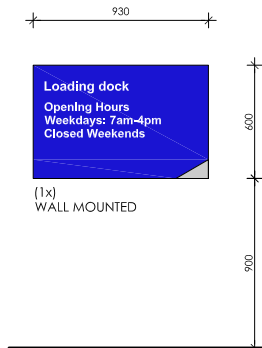 930
Loading dock
Opening Hours
Weekdays: 7am-4pm
Closed Weekends
600
(1x)
WALL MOUNTED
900